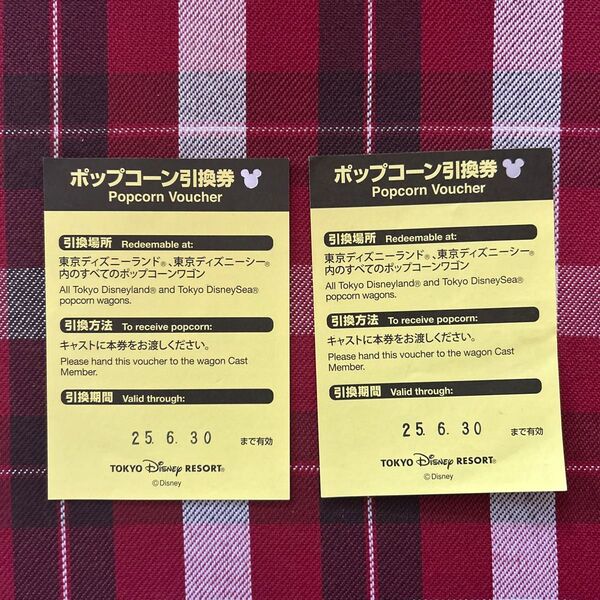 ポップコーン引換券
Popcorn Voucher
引換場所 Redeemable at:
東京ディズニーランド®、東京ディズニーシー®
内のすべてのポップコーンワゴン
All Tokyo Disneyland® and Tokyo DisneySea®
popcorn wagons.
引換方法 To receive popcorn:
キャストに本券をお渡しください。
Please hand this voucher to the wagon Cast
Member.
引換期間 Valid through:
25. 6. 30 まで有効
TOKYO Disney RESORT®
©Disney
ポップコーン引換券
Popcorn Voucher
引換場所 Redeemable at:
東京ディズニーランド®、東京ディズニーシー®
内のすべてのポップコーンワゴン
All Tokyo Disneyland® and Tokyo DisneySea®
popcorn wagons.
引換方法 To receive popcorn:
キャストに本券をお渡しください。
Please hand this voucher to the wagon Cast
Member.
引換期間 Valid through:
25. 6. 30 まで有効
TOKYO Disney RESORT®
©Disney